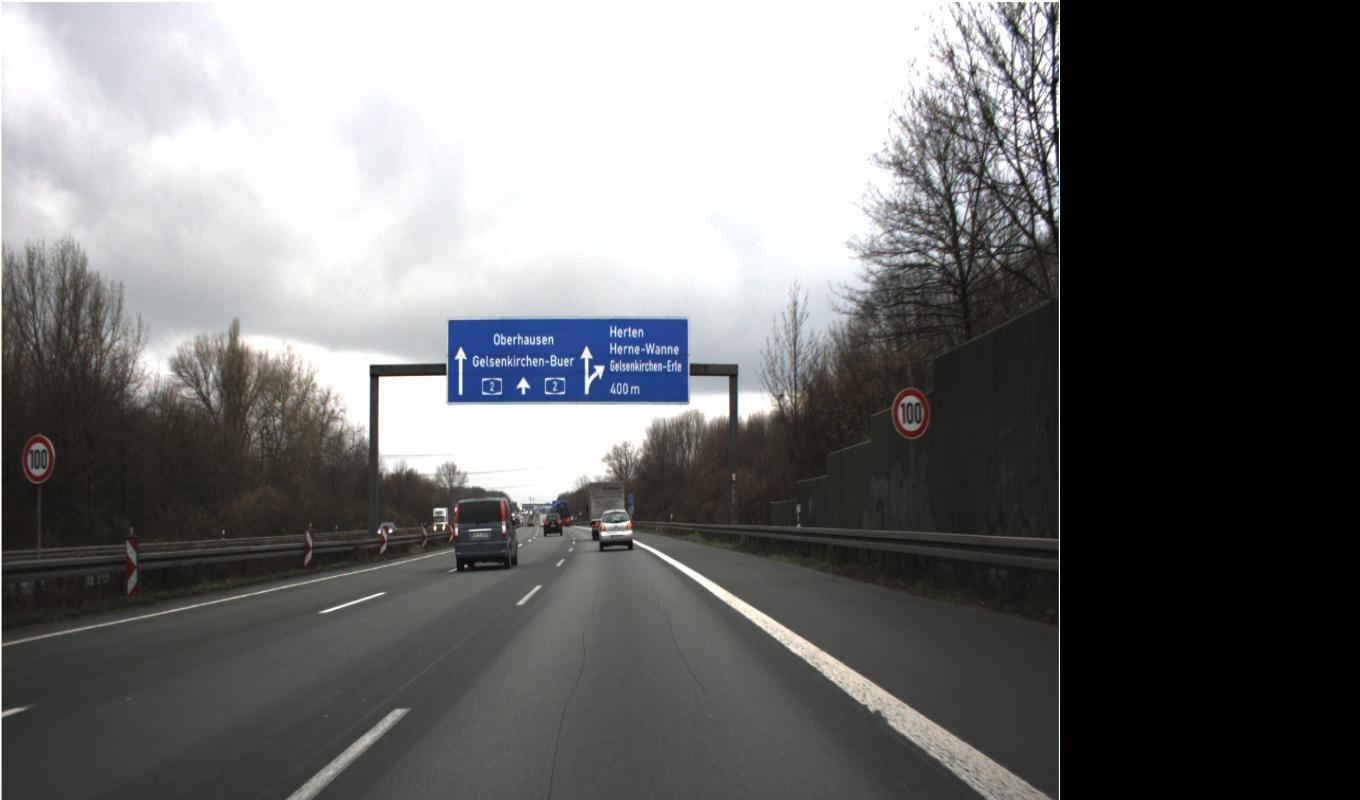 Oberhausen
Gelsenkirchen-Buer
2
2
Herten
Herne-Wanne
Gelsenkirchen-Erle
400 m
100
100